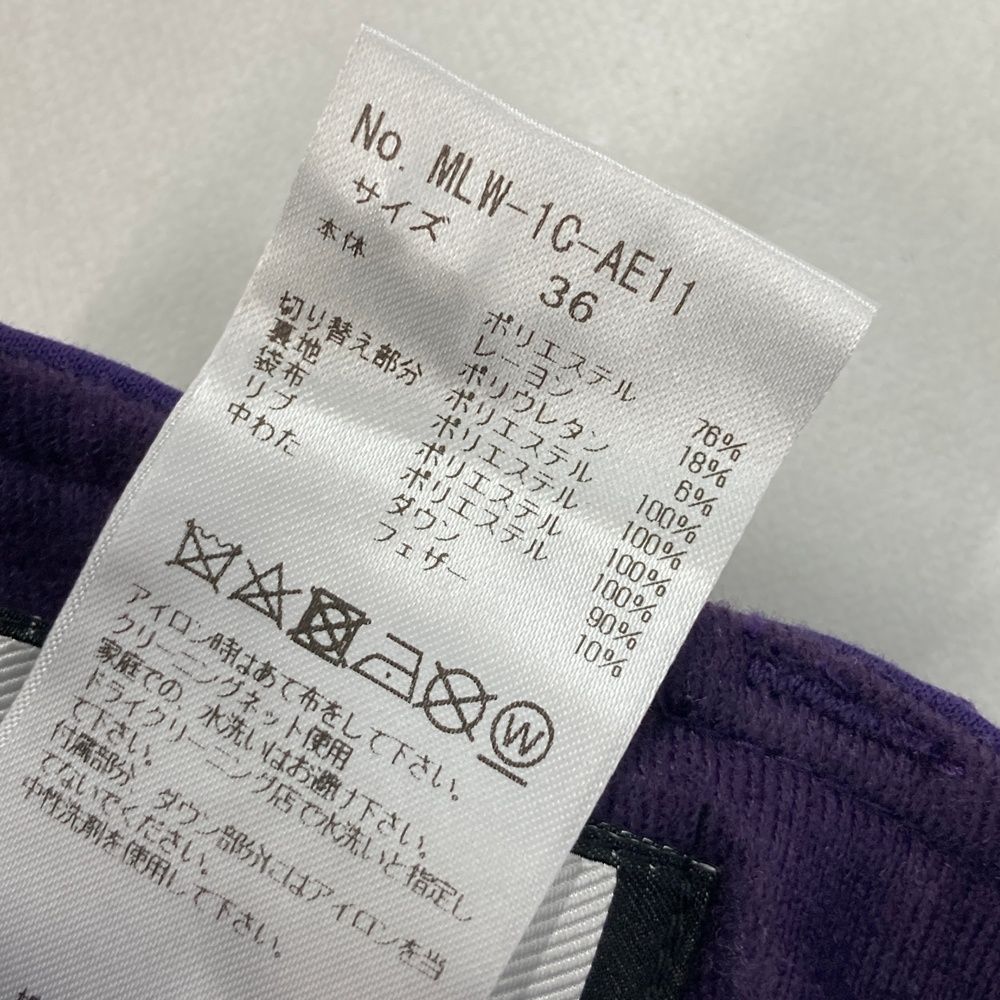 No. MLW-1C-AE11
サイズ 36
本体 ポリエステル 76%
レーヨン 18%
ポリウレタン 6%
切り替え部分 ポリエステル 100%
裏地 ポリエステル 100%
袋布 ポリエステル 100%
リブ ポリエステル 100%
中わた ダウン 90%
フェザー 10%
W
アイロン時はあて布をして下さい。
クリーニングネット使用
家庭での、水洗いはお避け下さい。
ドライクリーニング店で水洗いと指定し
て下さい。
付属部分、ダウン部分にはアイロンを当
てないでください。
中性洗剤を使用して下さい。